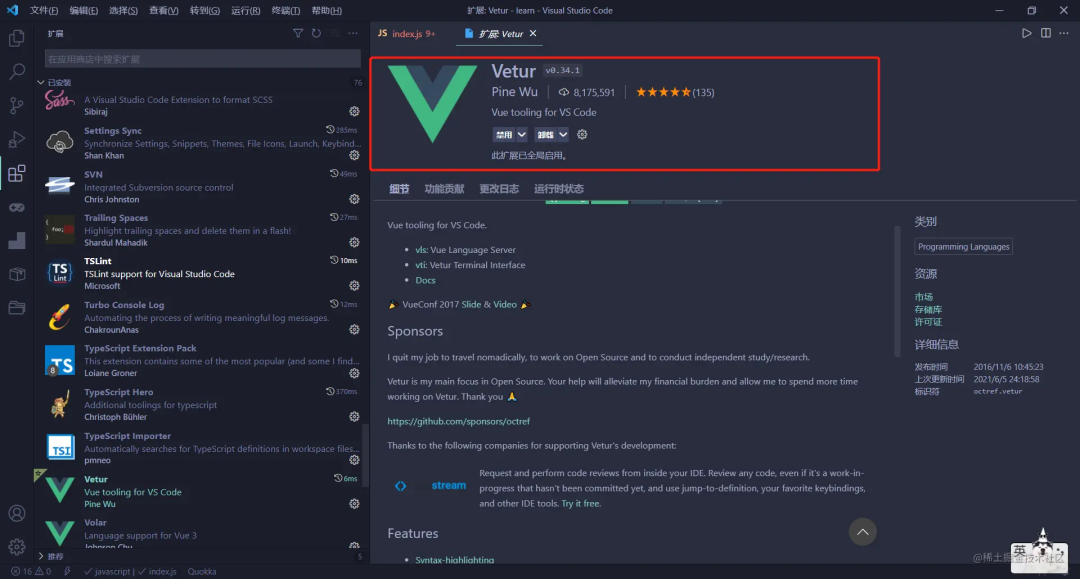 文件(F) 编辑(E) 选择(S) 查看(V) 转到(G) 运行(R) 终端(T) 帮助(H) 扩展: Vetur - learn - Visual Studio Code
扩展
JS index.js 9+ 扩展: Vetur
在应用商店中搜索扩展
已安装 76
A Visual Studio Code Extension to format SCSS
Sibiraj
Settings Sync 285ms
Synchronize Settings, Snippets, Themes, File Icons, Launch, Keybind...
Shan Khan
SVN 49ms
Integrated Subversion source control
Chris Johnston
Trailing Spaces 27ms
Highlight trailing spaces and delete them in a flash!
Shardul Mahadik
TSLint 10ms
TSLint support for Visual Studio Code
Microsoft
Turbo Console Log 12ms
Automating the process of writing meaningful log messages.
ChakrounAnas
TypeScript Extension Pack
This extension contains some of the most popular (and some I find...
Loiane Groner
TypeScript Hero 370ms
Additional toolings for typescript
Christoph Bühler
TypeScript Importer
Automatically searches for TypeScript definitions in workspace files...
pmneo
Vetur 6ms
Vue tooling for VS Code
Pine Wu
Volar
Language support for Vue 3
Johnson Chu
推荐 5
Vetur v0.34.1
Pine Wu 8,175,591 (135)
Vue tooling for VS Code
禁用 卸载
此扩展已全局启用。
细节 功能贡献 更改日志 运行时状态
Vue tooling for VS Code.
vls: Vue Language Server
vti: Vetur Terminal Interface
Docs
VueConf 2017 Slide & Video
Sponsors
I quit my job to travel nomadically, to work on Open Source and to conduct independent study/research.
Vetur is my main focus in Open Source. Your help will alleviate my financial burden and allow me to spend more time
working on Vetur. Thank you
https://github.com/sponsors/octref
Thanks to the following companies for supporting Vetur's development:
stream
Request and perform code reviews from inside your IDE. Review any code, even if it's a work-in-
progress that hasn't been committed yet, and use jump-to-definition, your favorite keybindings,
and other IDE tools. Try it free.
Features
Syntax-highlighting
类别
Programming Languages
资源
市场
存储库
许可证
详细信息
发布时间 2016/11/6 10:45:23
上次更新时间 2021/6/5 24:18:58
标识符 octref.vetur
英
@稀土掘金技术社区
16 0 javascript | index.js Quokka